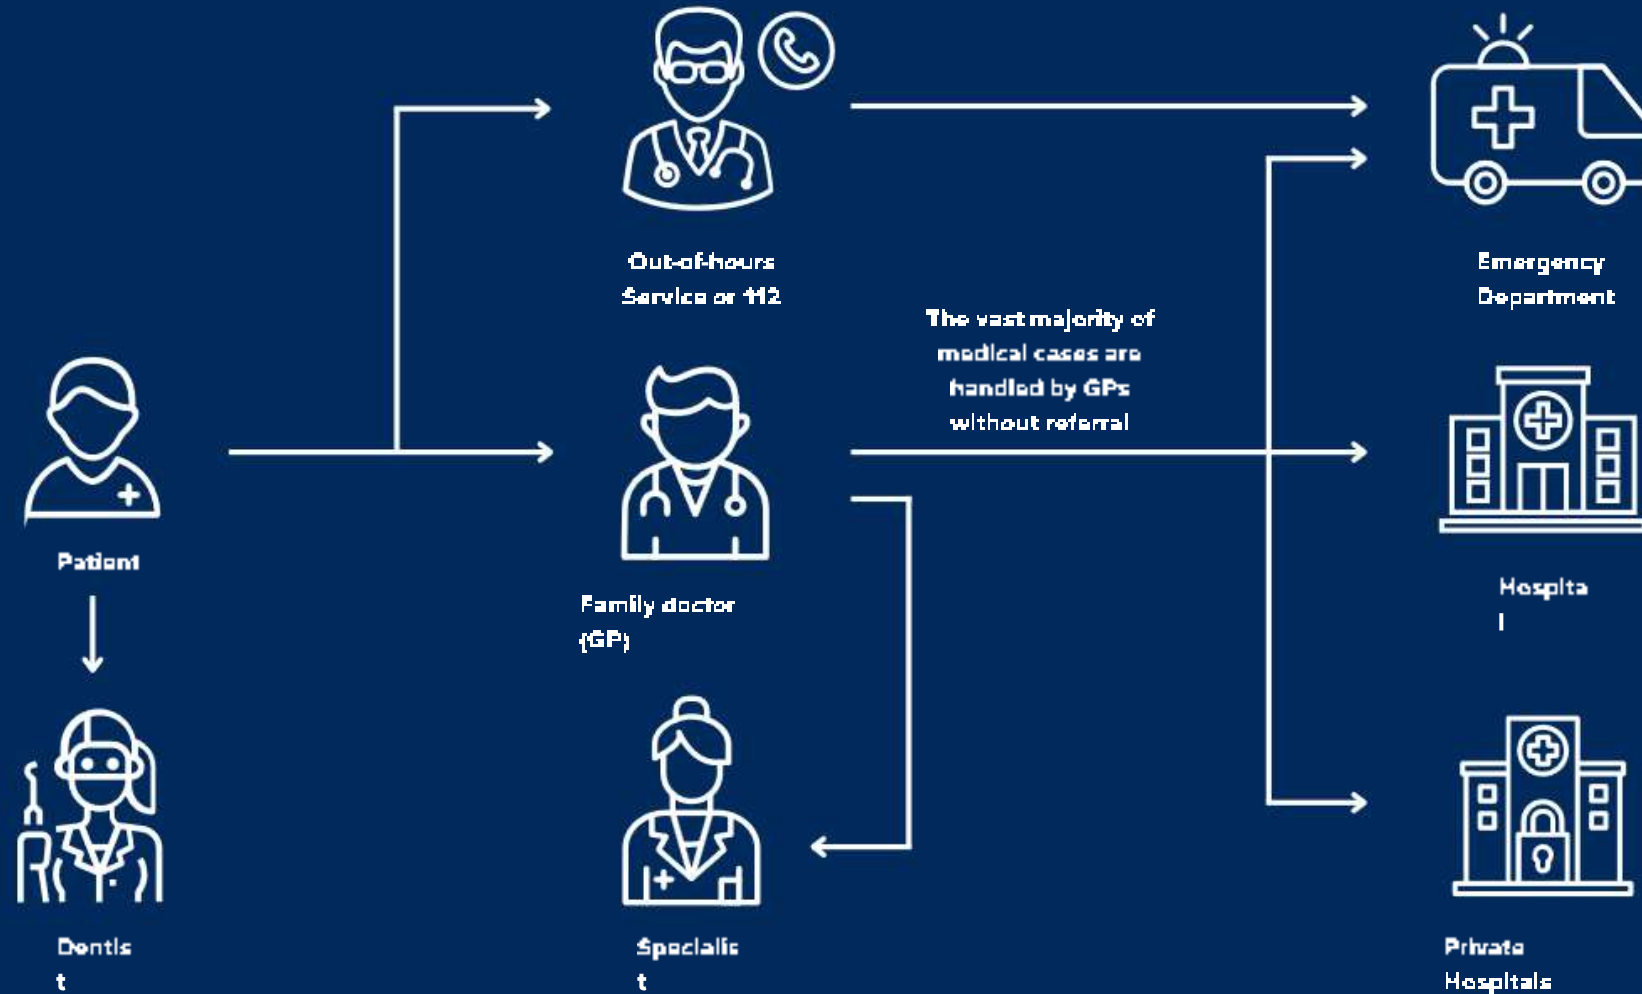 Out-of-hours
Service or 112
Emergency
Department
The vast majority of
medical cases are
handled by GPs
without referral
Patient
Family doctor
(GP)
Hospita
l
Dentis
t
Specialis
t
Private
Hospitals